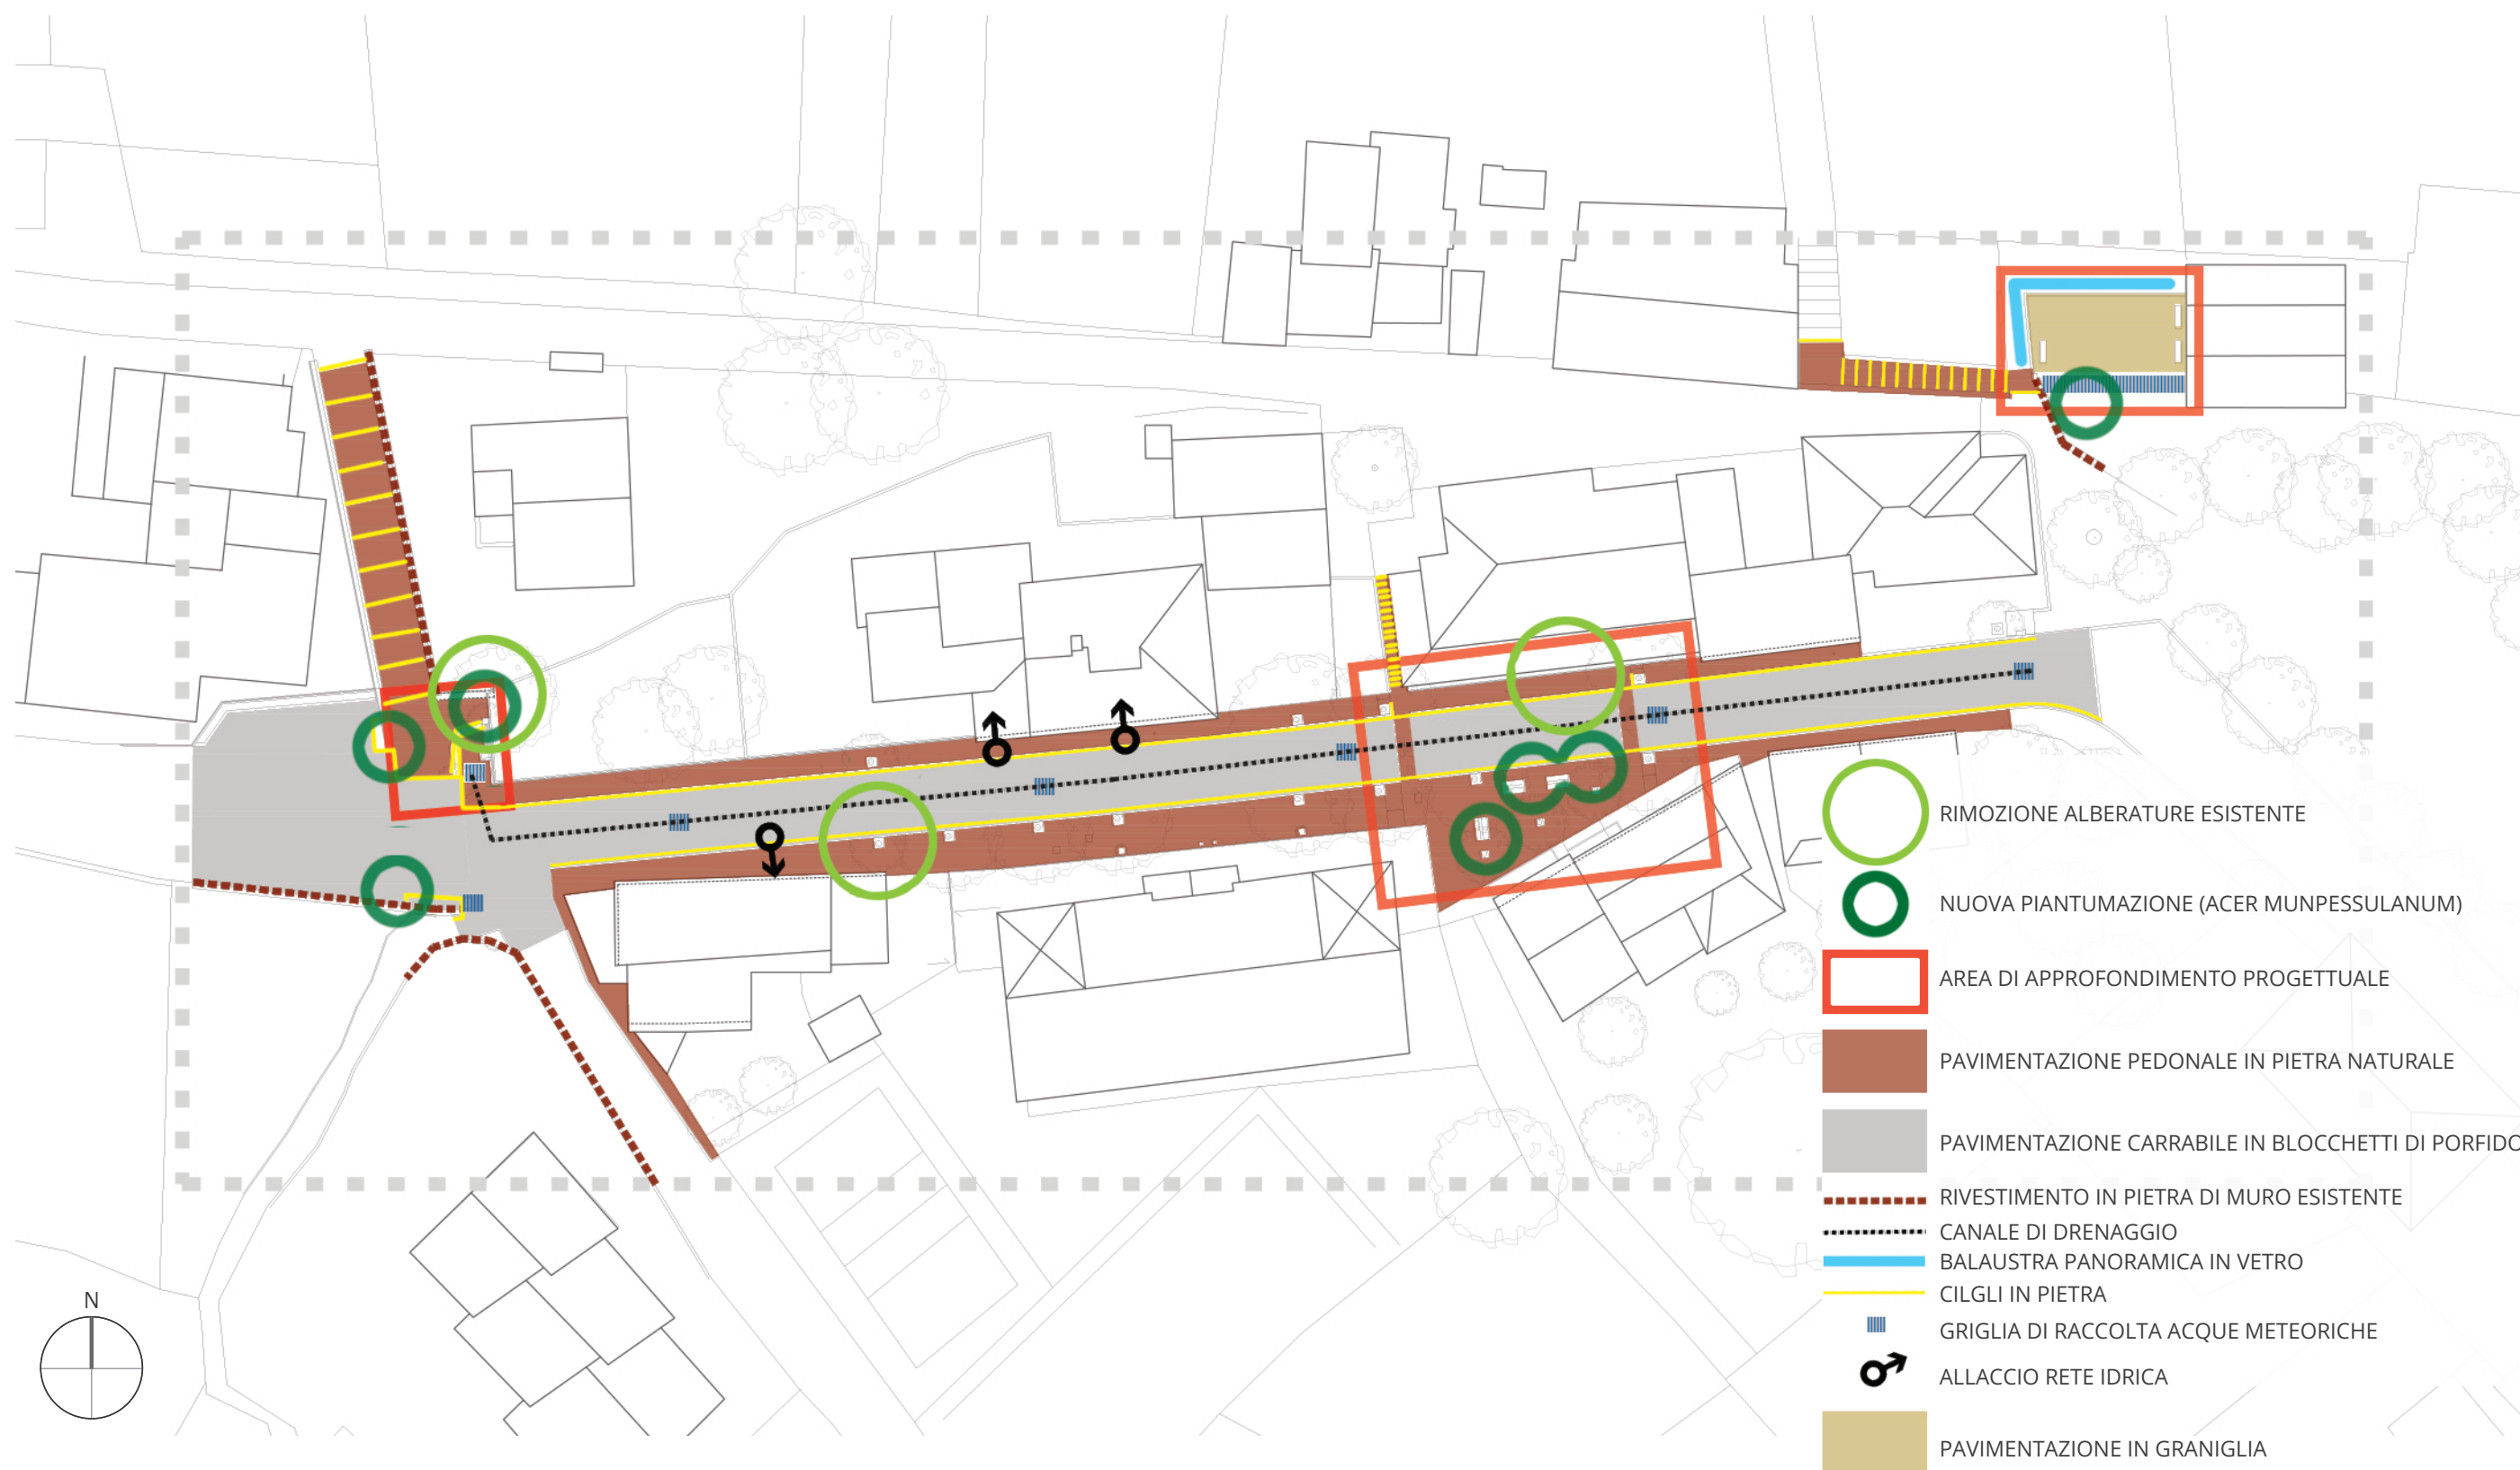 RIMOZIONE ALBERATURE ESISTENTE
NUOVA PIANTUMAZIONE (ACER MUNPESSULANUM)
AREA DI APPROFONDIMENTO PROGETTUALE
PAVIMENTAZIONE PEDONALE IN PIETRA NATURALE
PAVIMENTAZIONE CARRABILE IN BLOCCHETTI DI PORFIDO
RIVESTIMENTO IN PIETRA DI MURO ESISTENTE
CANALE DI DRENAGGIO
BALAUSTRA PANORAMICA IN VETRO
CILGLI IN PIETRA
N
GRIGLIA DI RACCOLTA ACQUE METEORICHE
ALLACCIO RETE IDRICA
PAVIMENTAZIONE IN GRANIGLIA